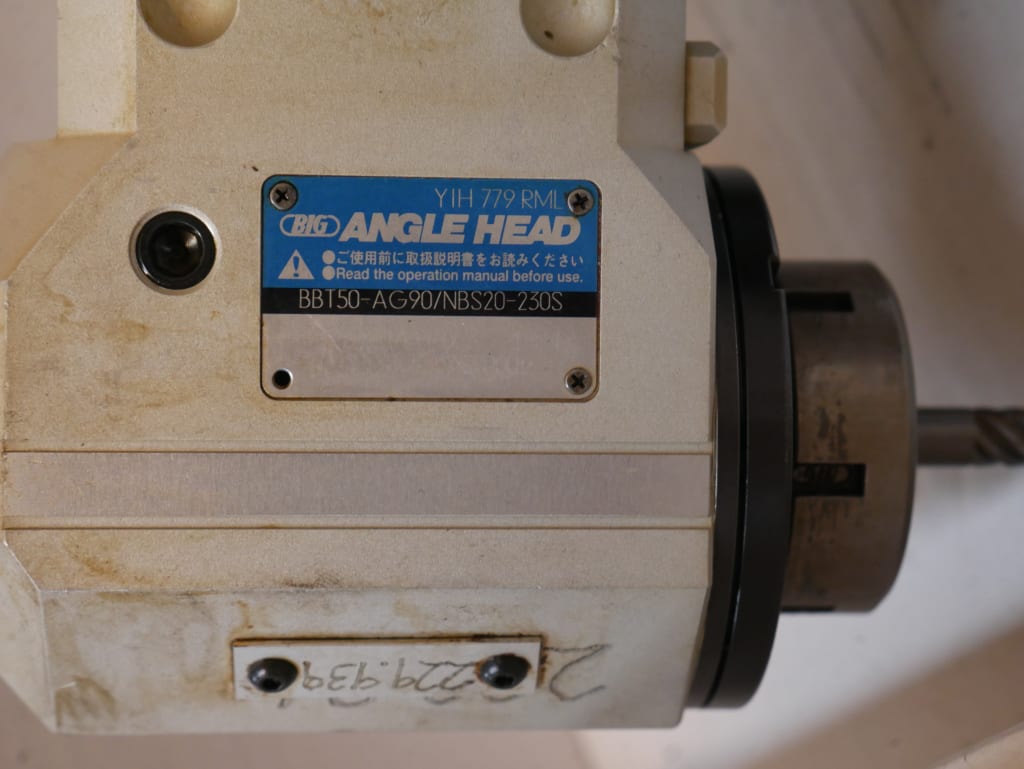 YIH 779 RML
BIG ANGLE HEAD
●ご使用前に取扱説明書をお読みください
●Read the operation manual before use.
BBT50-AG90/NBS20-230S
229.939